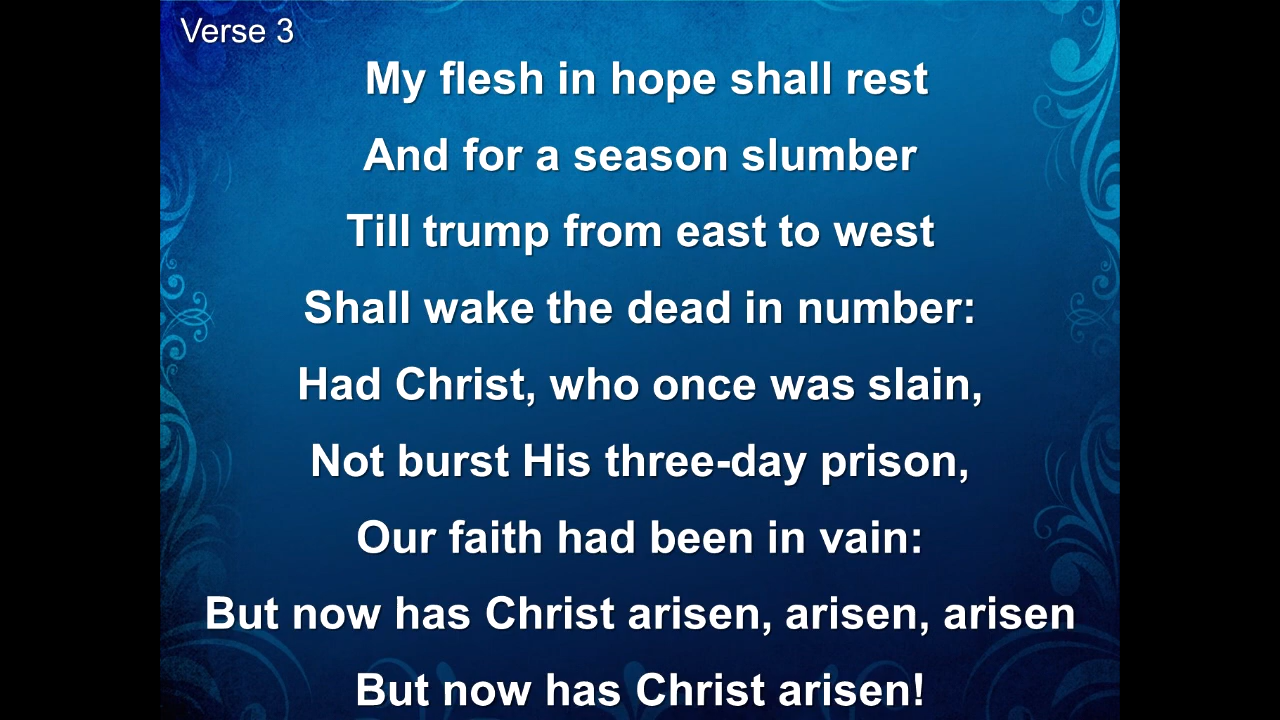 Verse 3
My flesh in hope shall rest
And for a season slumber
Till trump from east to west
Shall wake the dead in number:
Had Christ, who once was slain,
Not burst His three-day prison,
Our faith had been in vain:
But now has Christ arisen, arisen, arisen
But now has Christ arisen!